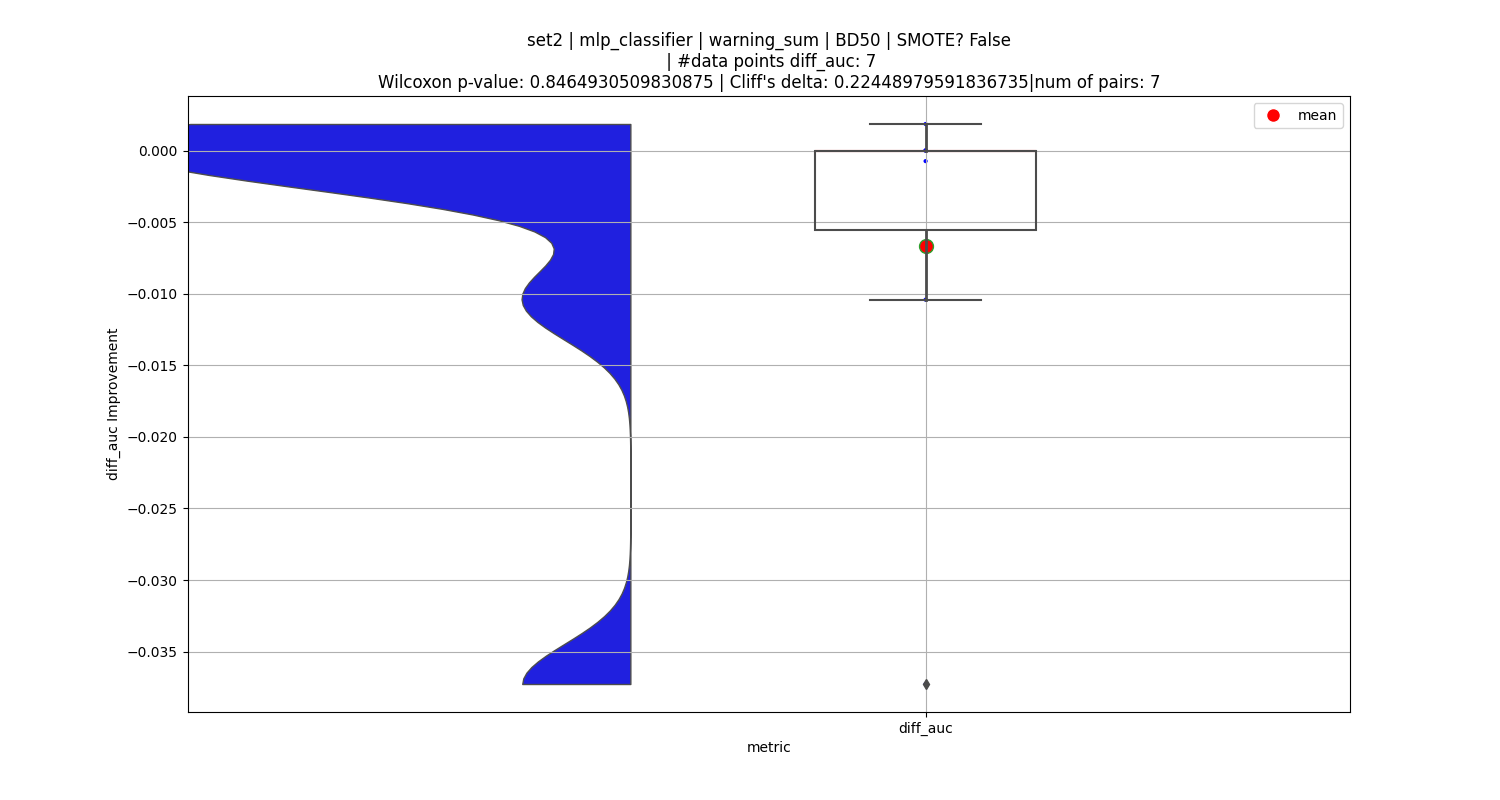 set2 | mlp_classifier | warning_sum | BD50 | SMOTE? False
| #data points diff_auc: 7
Wilcoxon p-value: 0.8464930509830875 | Cliff's delta: 0.22448979591836735|num of pairs: 7
mean
0.000
−0.005
−0.010
−0.015
−0.020
−0.025
−0.030
−0.035
diff_auc Improvement
diff_auc
metric